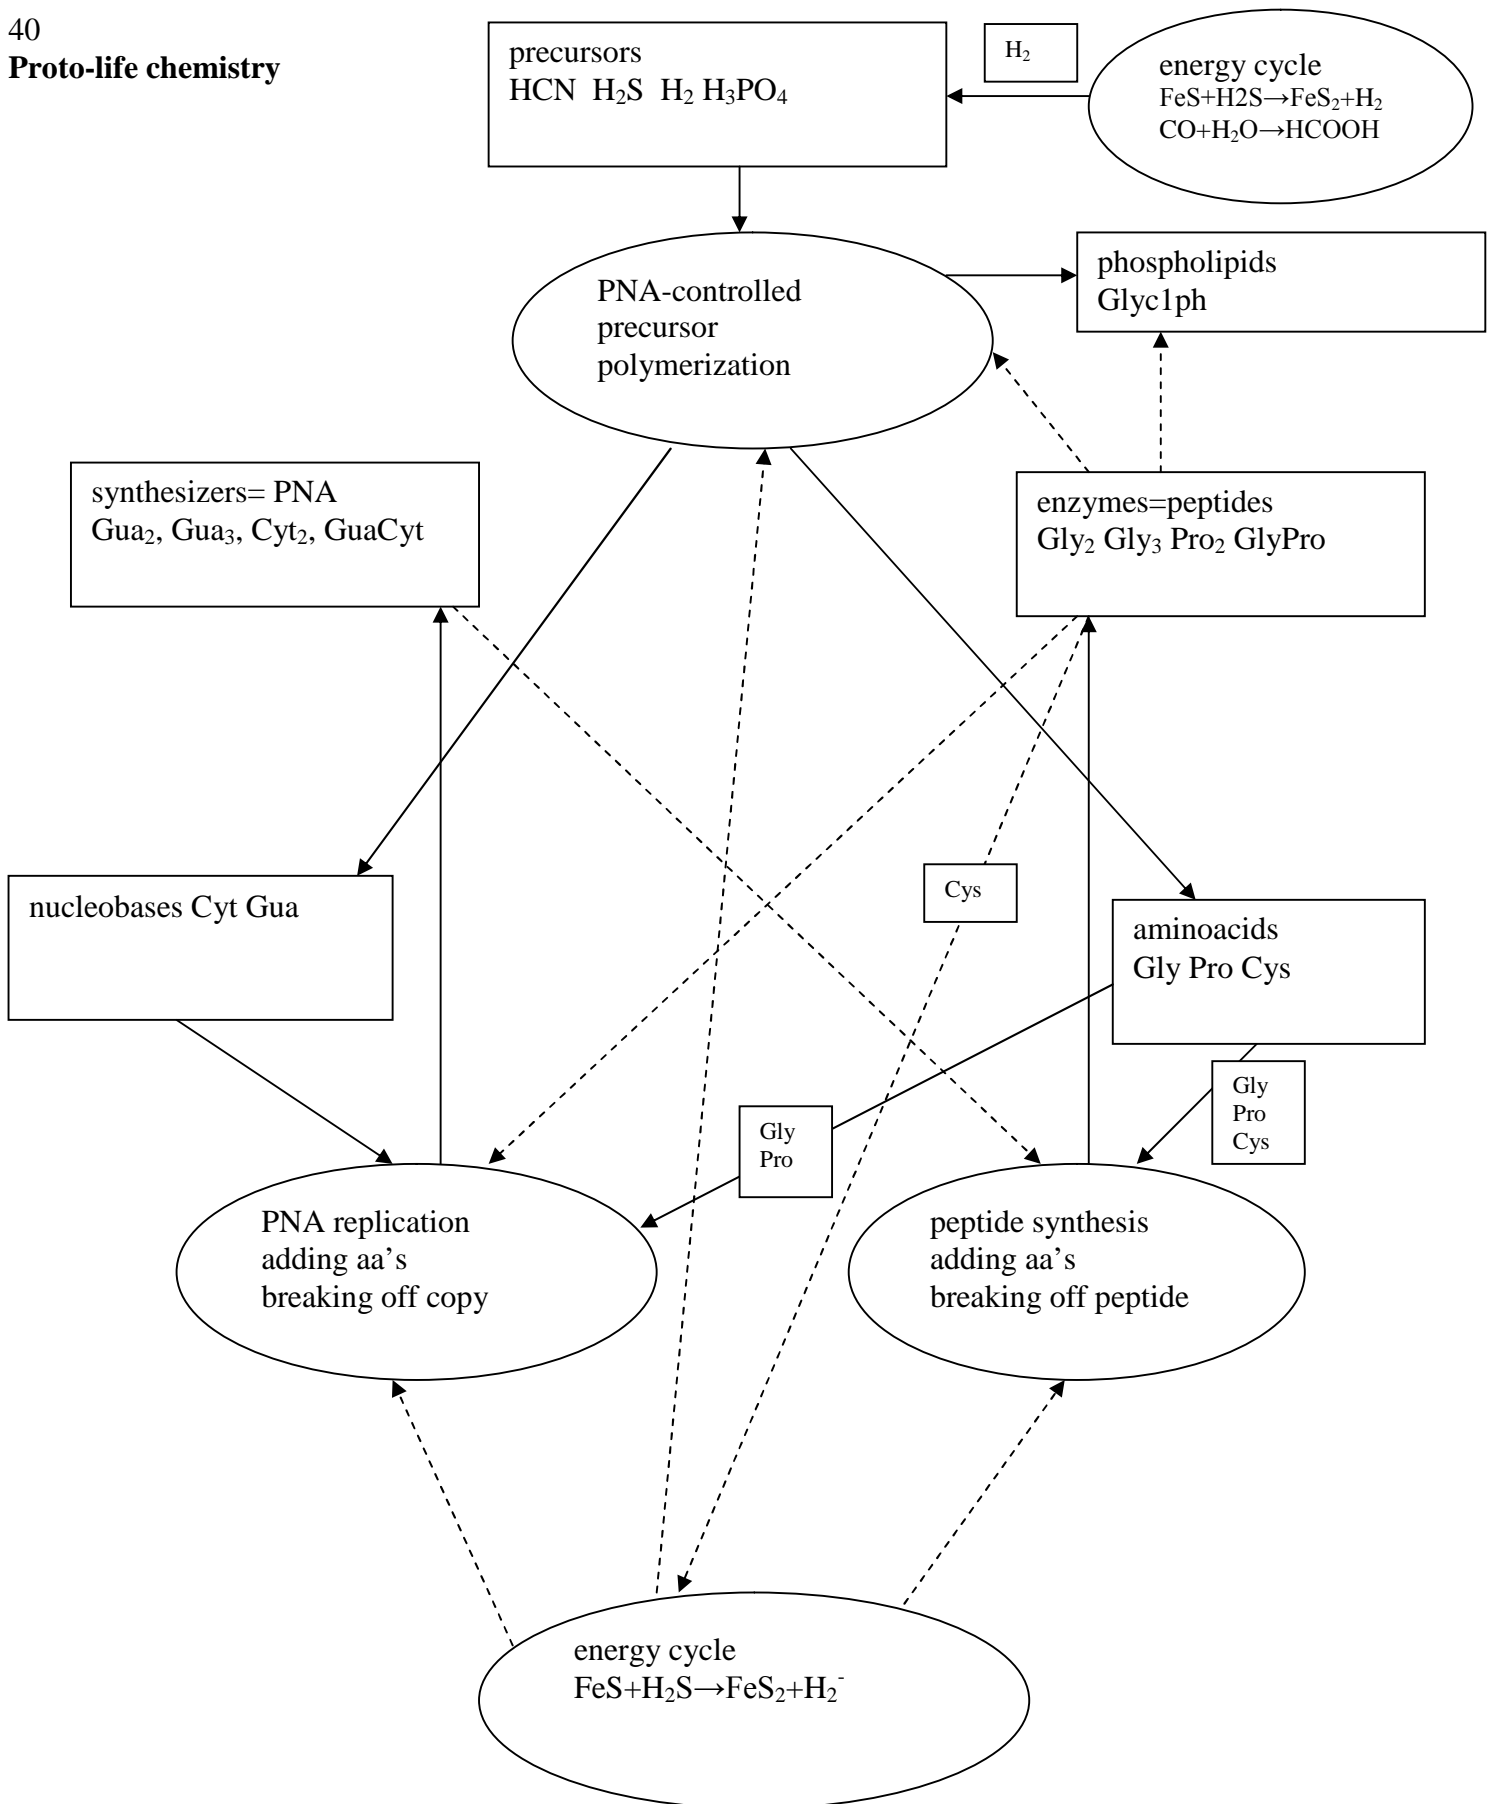 40
Proto-life chemistry
precursors
HCN H₂S H₂ H₃PO₄
H₂
energy cycle
FeS+H2S→FeS₂+H₂
CO+H₂O→HCOOH
PNA-controlled
precursor
polymerization
phospholipids
Glyc1ph
synthesizers= PNA
Gua₂, Gua₃, Cyt₂, GuaCyt
enzymes=peptides
Gly₂ Gly₃ Pro₂ GlyPro
nucleobases Cyt Gua
Cys
aminoacids
Gly Pro Cys
Gly
Pro
Cys
Gly
Pro
PNA replication
adding aa’s
breaking off copy
peptide synthesis
adding aa’s
breaking off peptide
energy cycle
FeS+H₂S→FeS₂+H₂⁻